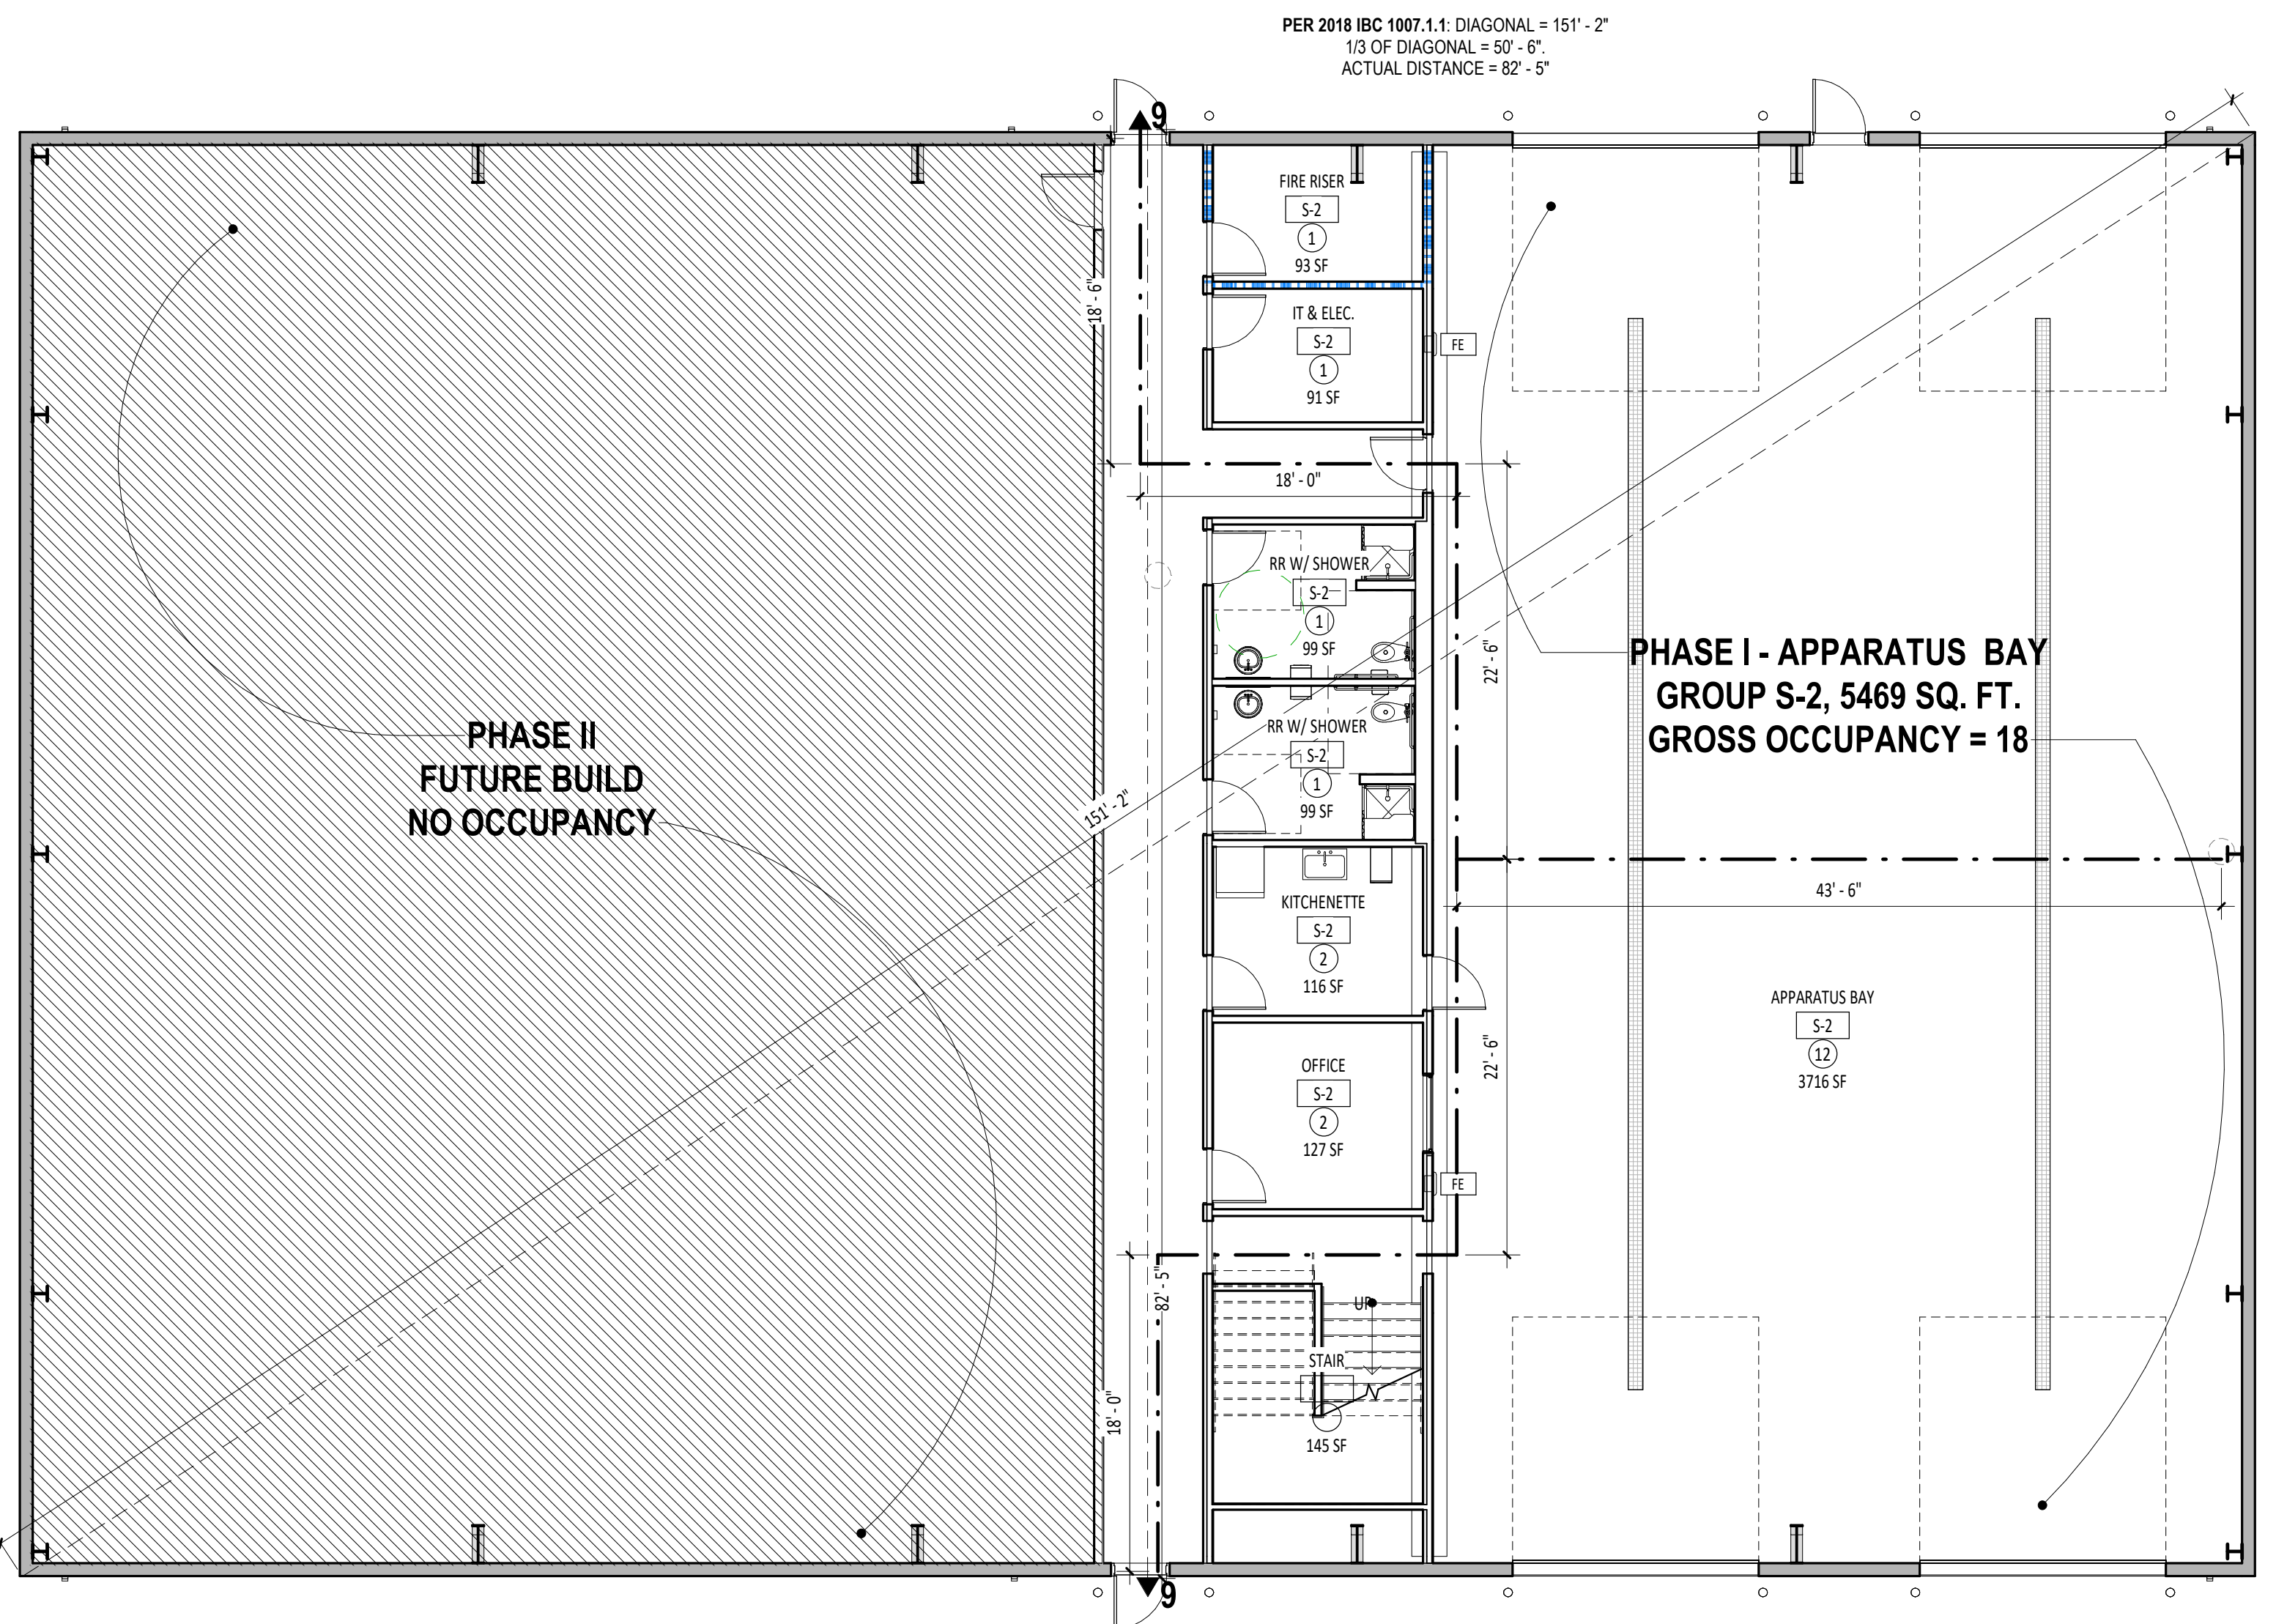 PER 2018 IBC 1007.1.1: DIAGONAL = 151' - 2"
1/3 OF DIAGONAL = 50' - 6".
ACTUAL DISTANCE = 82' - 5"
9
FIRE RISER
S-2
1
93 SF
18' - 6"
IT & ELEC.
S-2
1
91 SF
FE
18' - 0"
RR W/ SHOWER
S-2
1
99 SF
22' - 6"
PHASE I - APPARATUS BAY
GROUP S-2, 5469 SQ. FT.
GROSS OCCUPANCY = 18
PHASE II
FUTURE BUILD
NO OCCUPANCY
RR W/ SHOWER
S-2
1
99 SF
151' - 2"
KITCHENETTE
S-2
2
116 SF
43' - 6"
APPARATUS BAY
S-2
12
3716 SF
OFFICE
S-2
2
127 SF
22' - 6"
FE
82' - 5"
UP
STAIR
145 SF
18' - 0"
9